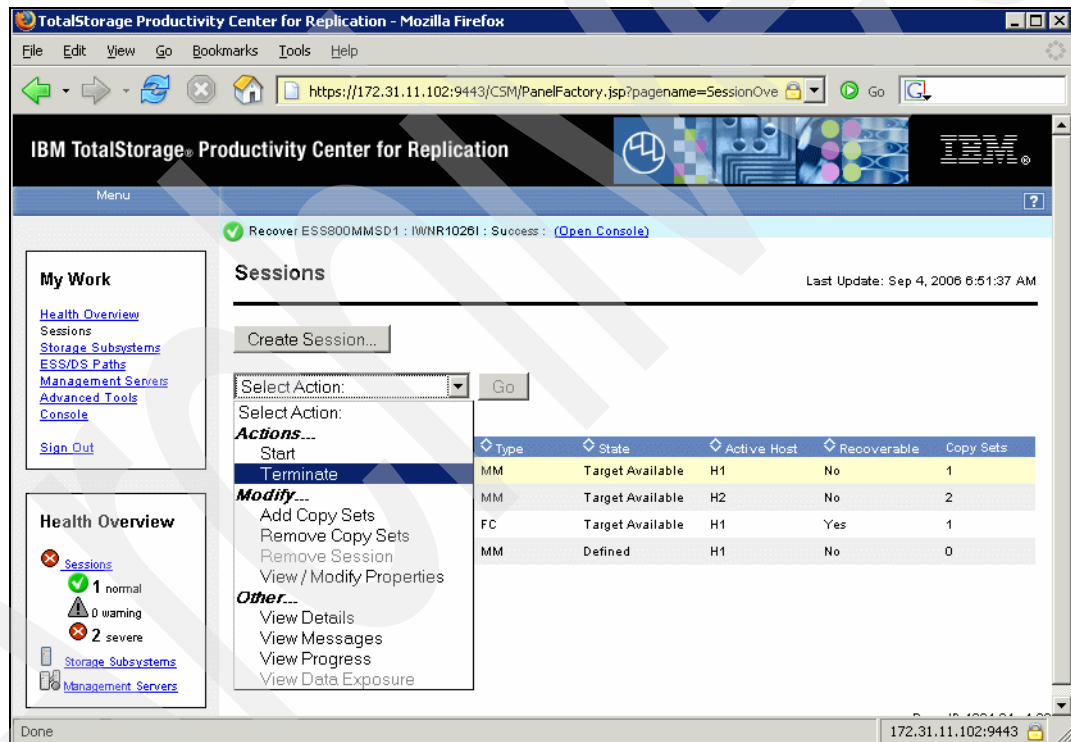 TotalStorage Productivity Center for Replication - Mozilla Firefox
File Edit View Go Bookmarks Tools Help
https://172.31.11.102:9443/CSM/PanelFactory.jsp?pagename=SessionOve Go G
IBM TotalStorage® Productivity Center for Replication IBM®
Menu ?
Recover ESS800MMSD1 : IWNR1026I : Success : (Open Console)
My Work
Health Overview
Sessions
Storage Subsystems
ESS/DS Paths
Management Servers
Advanced Tools
Console
Sign Out
Health Overview
Sessions
1 normal
0 warning
2 severe
Storage Subsystems
Management Servers
Sessions
Last Update: Sep 4, 2006 6:51:37 AM
Create Session...
Select Action: Go
Select Action:
Actions...
Start
Terminate
Modify...
Add Copy Sets
Remove Copy Sets
Remove Session
View / Modify Properties
Other...
View Details
View Messages
View Progress
View Data Exposure
Type State Active Host Recoverable Copy Sets
MM Target Available H1 No 1
MM Target Available H2 No 2
FC Target Available H1 Yes 1
MM Defined H1 No 0
Done 172.31.11.102:9443